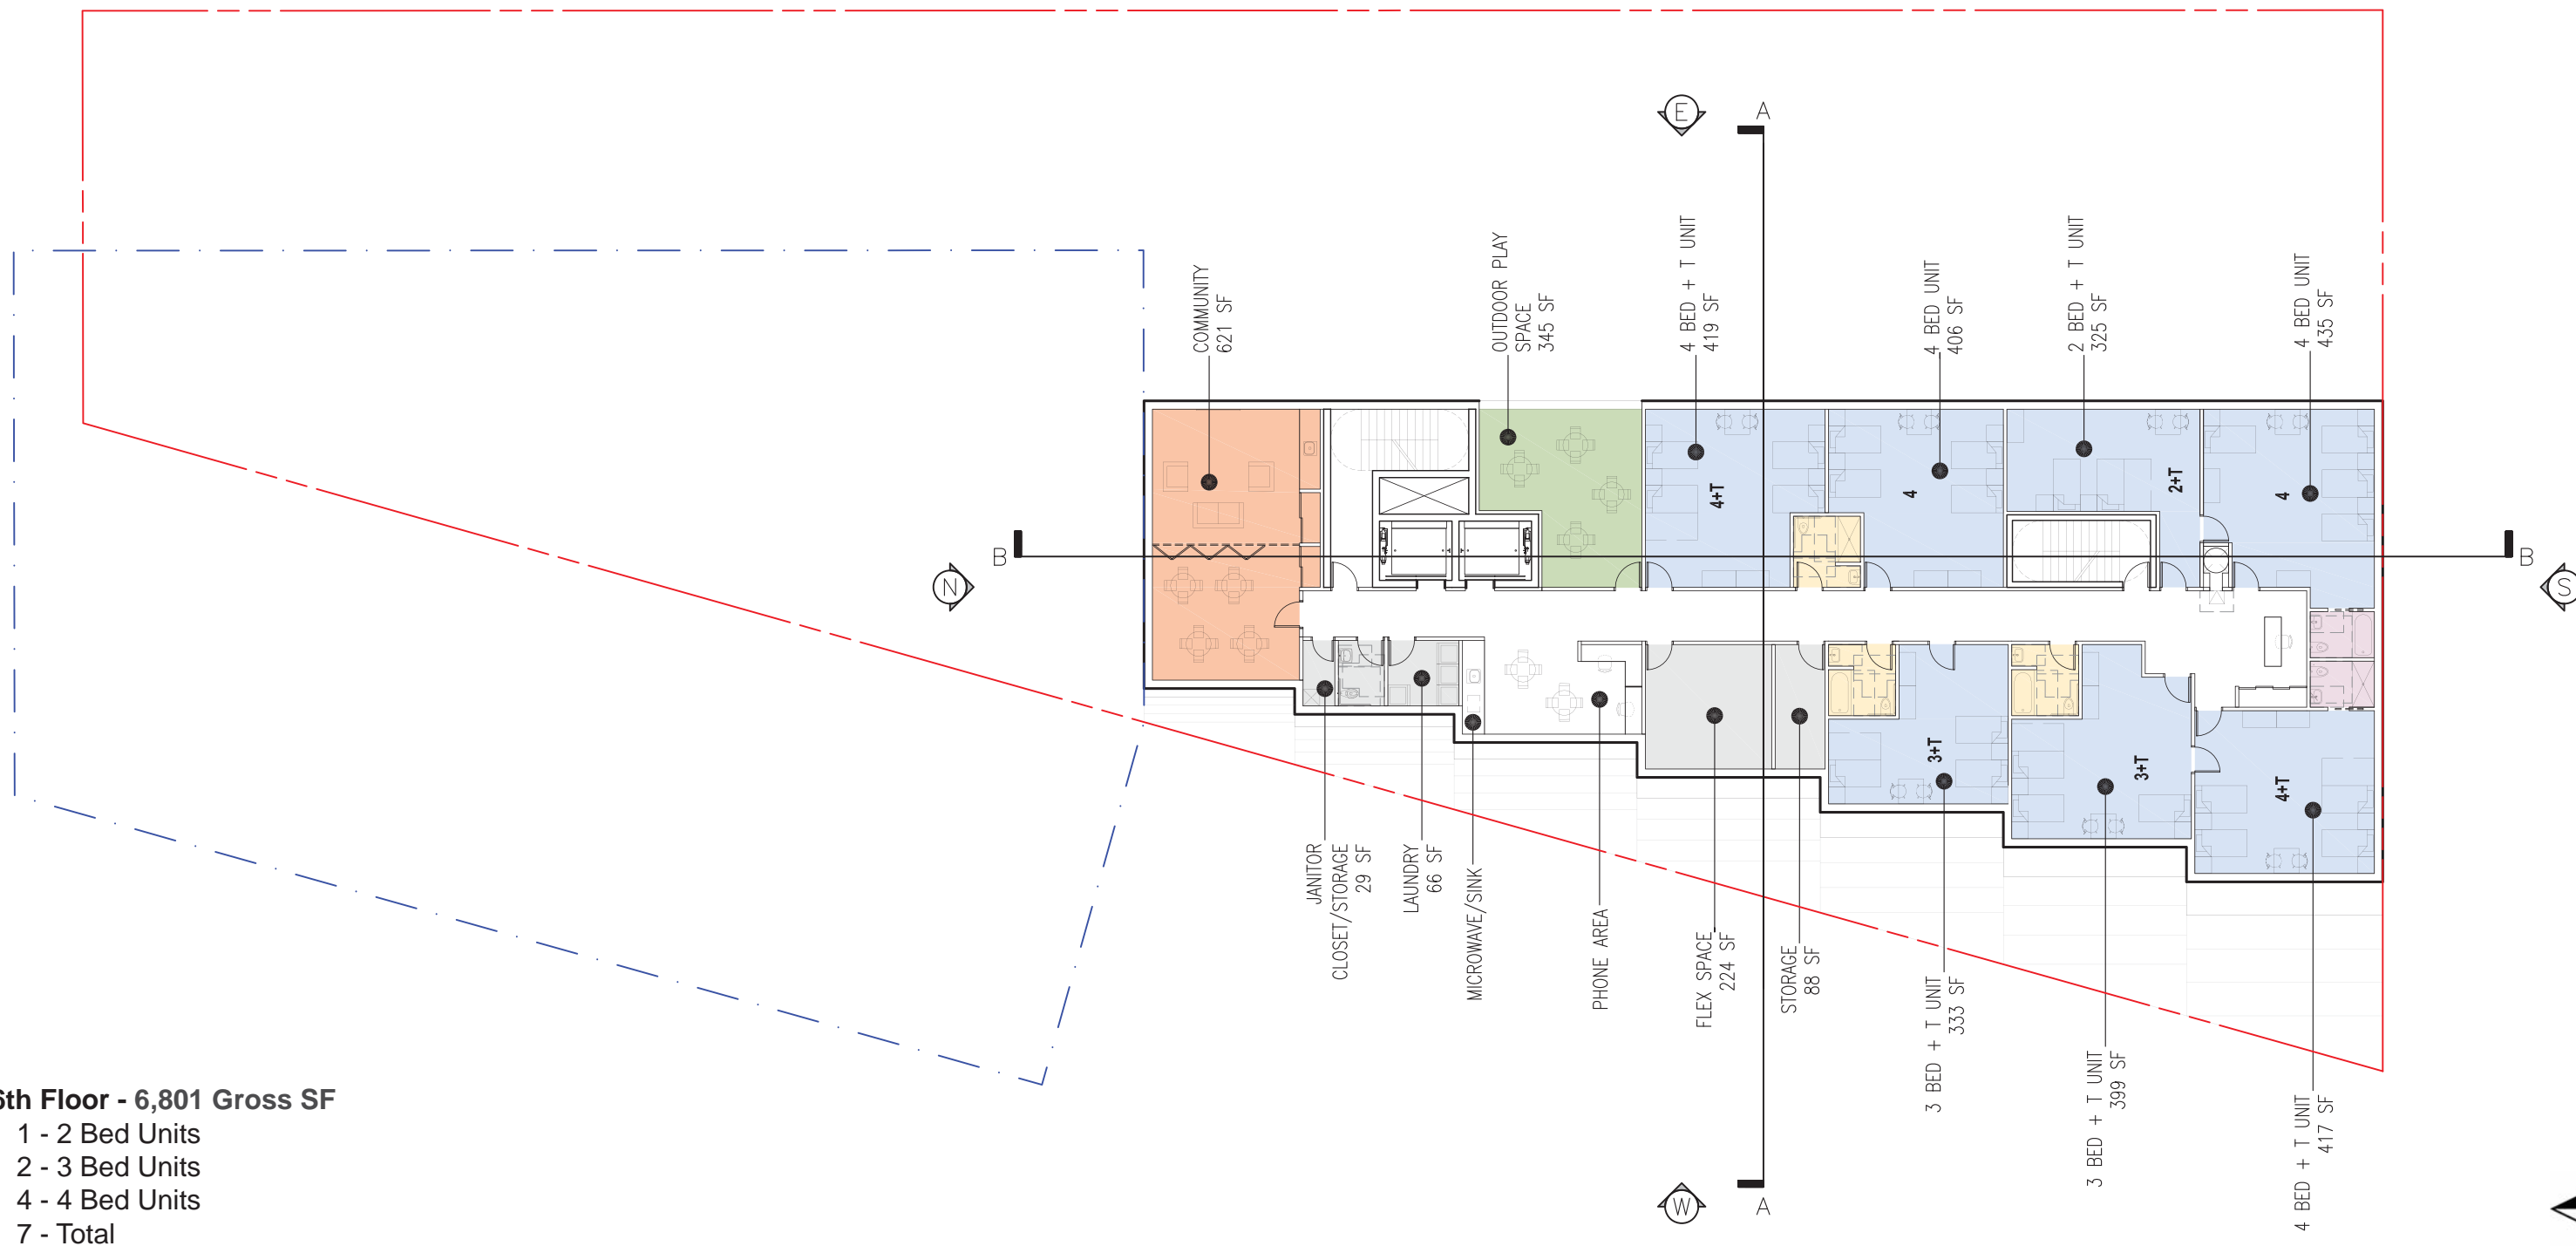 E
A
COMMUNITY
621 SF
OUTDOOR PLAY
SPACE
345 SF
4 BED + T UNIT
419 SF
4 BED UNIT
406 SF
2 BED + T UNIT
325 SF
4 BED UNIT
435 SF
4+T
4
2+T
4
B
B
N
S
3+T
3+T
4+T
JANITOR
CLOSET/STORAGE
29 SF
LAUNDRY
66 SF
MICROWAVE/SINK
PHONE AREA
FLEX SPACE
224 SF
STORAGE
88 SF
3 BED + T UNIT
333 SF
3 BED + T UNIT
399 SF
4 BED + T UNIT
417 SF
W
A
6th Floor - 6,801 Gross SF
1 - 2 Bed Units
2 - 3 Bed Units
4 - 4 Bed Units
7 - Total